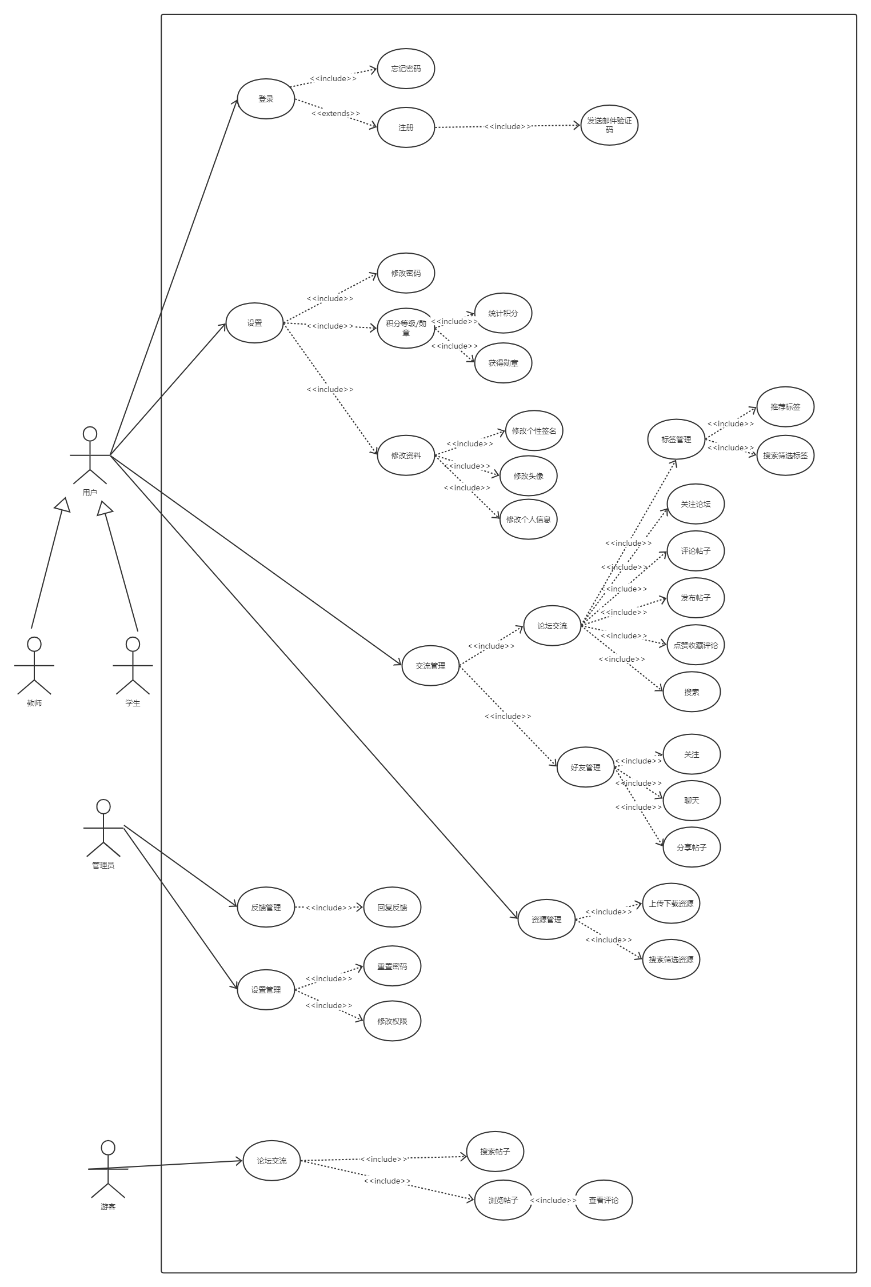 忘记密码
<<include>>
登录
<<extends>>
注册
<<include>>
发送邮件验证
码
修改密码
<<include>>
设置
<<include>>
积分等级/勋
章
<<include>>
统计积分
<<include>>
获得勋章
<<include>>
修改资料
<<include>>
修改个性签名
<<include>>
修改头像
<<include>>
修改个人信息
推荐标签
<<include>>
标签管理
<<include>>
搜索筛选标签
用户
关注论坛
<<include>>
评论帖子
<<include>>
<<include>>
发布帖子
<<include>>
论坛交流
<<include>>
点赞收藏评论
<<include>>
<<include>>
交流管理
搜索
教师
学生
<<include>>
关注
<<include>>
好友管理
<<include>>
聊天
<<include>>
分享帖子
管理员
反馈管理
<<include>>
回复反馈
资源管理
<<include>>
上传下载资源
<<include>>
搜索筛选资源
重置密码
<<include>>
设置管理
<<include>>
修改权限
游客
论坛交流
<<include>>
搜索帖子
<<include>>
浏览帖子
<<include>>
查看评论